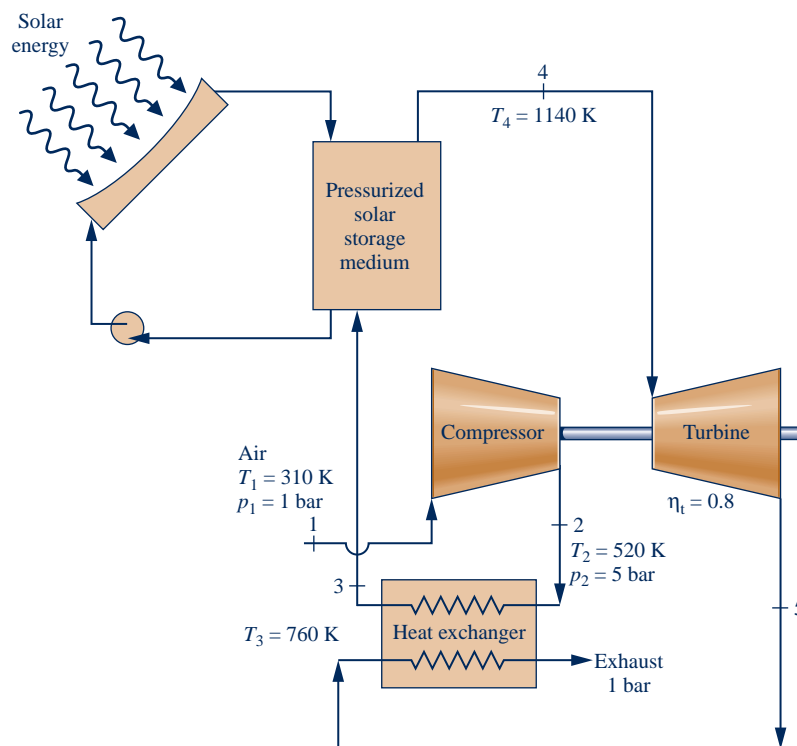 Solar
energy
4
T₄ = 1140 K
Pressurized
solar
storage
medium
Compressor
Turbine
Air
T₁ = 310 K
p₁ = 1 bar
1
ηₜ = 0.8
2
T₂ = 520 K
p₂ = 5 bar
3
T₃ = 760 K
Heat exchanger
Exhaust
1 bar